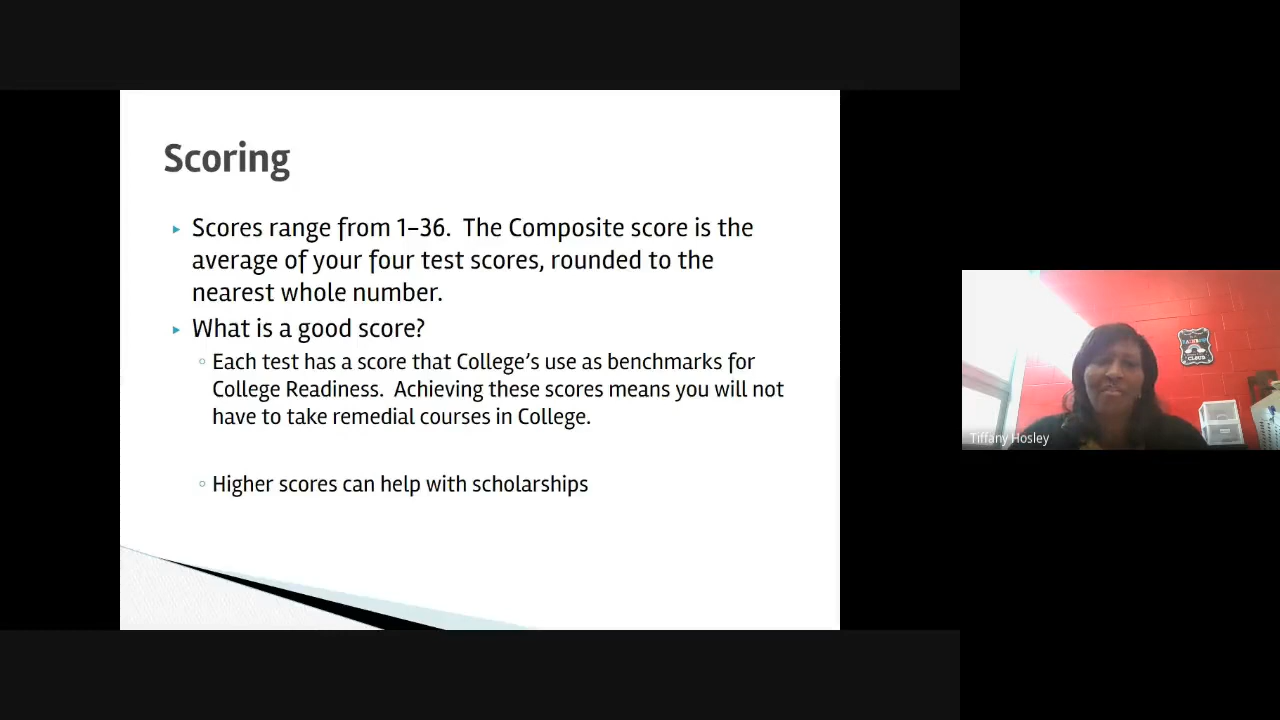 Scoring
Scores range from 1-36. The Composite score is the
average of your four test scores, rounded to the
nearest whole number.
What is a good score?
Each test has a score that College's use as benchmarks for
College Readiness. Achieving these scores means you will not
have to take remedial courses in College.
Higher scores can help with scholarships
Tiffany Hosley